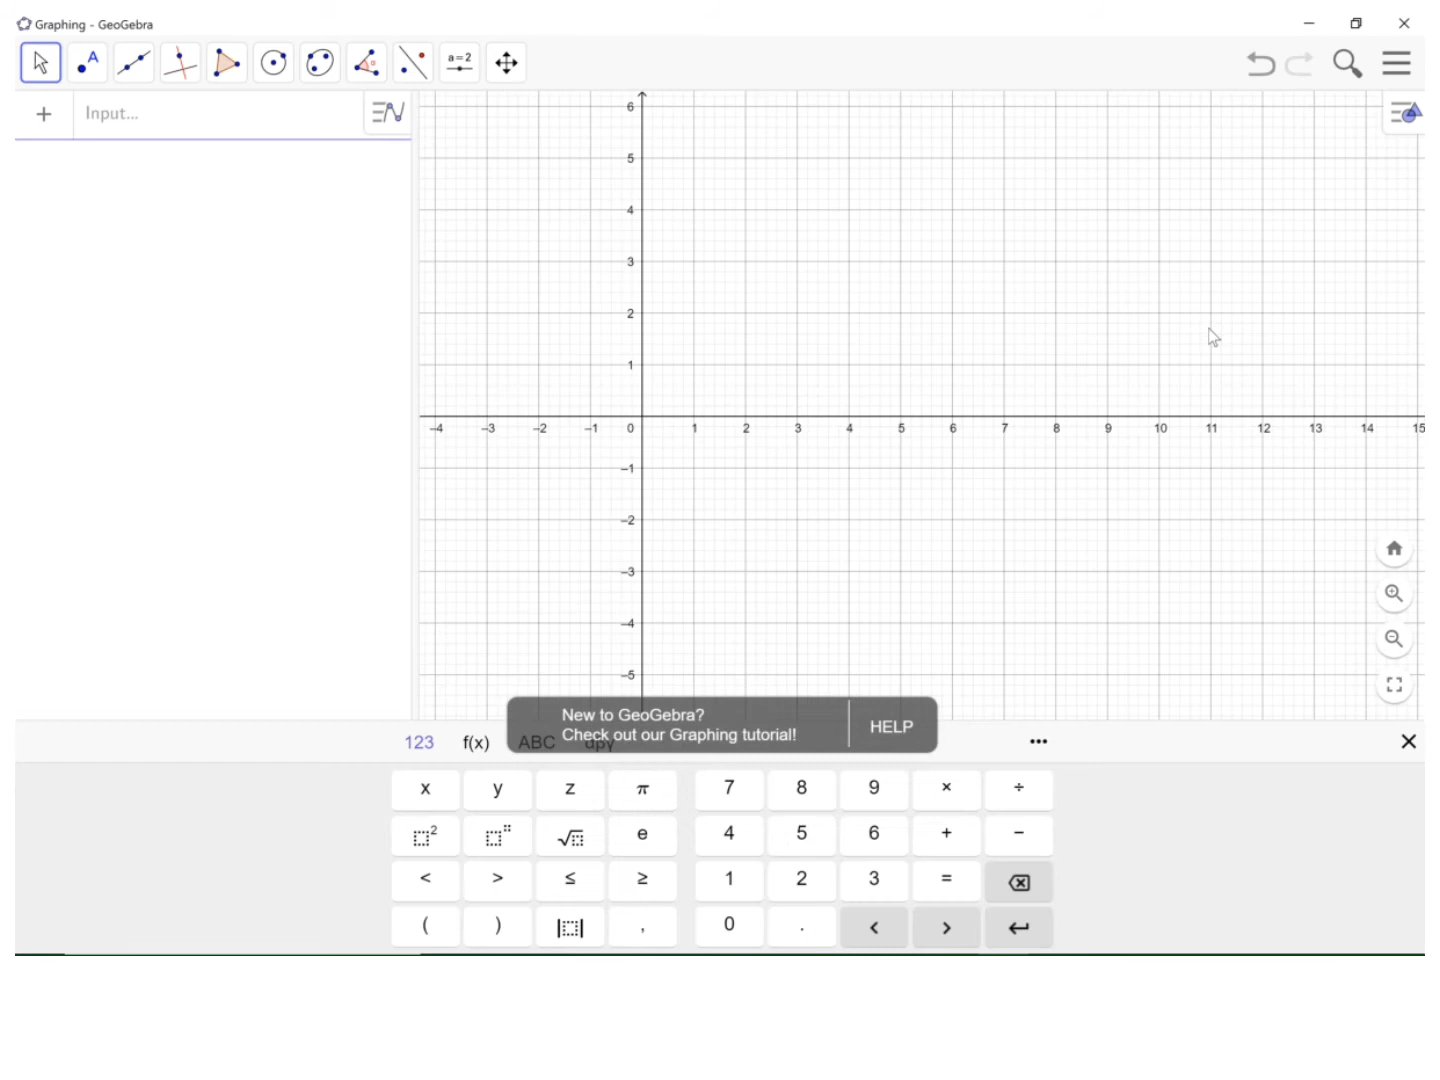 Graphing - GeoGebra
A
a=2
+ Input...
6
5
4
3
2
1
–4 –3 –2 –1 0 1 2 3 4 5 6 7 8 9 10 11 12 13 14 15
–1
–2
–3
–4
–5
New to GeoGebra?
Check out our Graphing tutorial!
HELP
123 f(x) ABC αβγ •••
x y z π 7 8 9 × ÷
2 √ e 4 5 6 + −
< > ≤ ≥ 1 2 3 =
( ) | | , 0 . < >